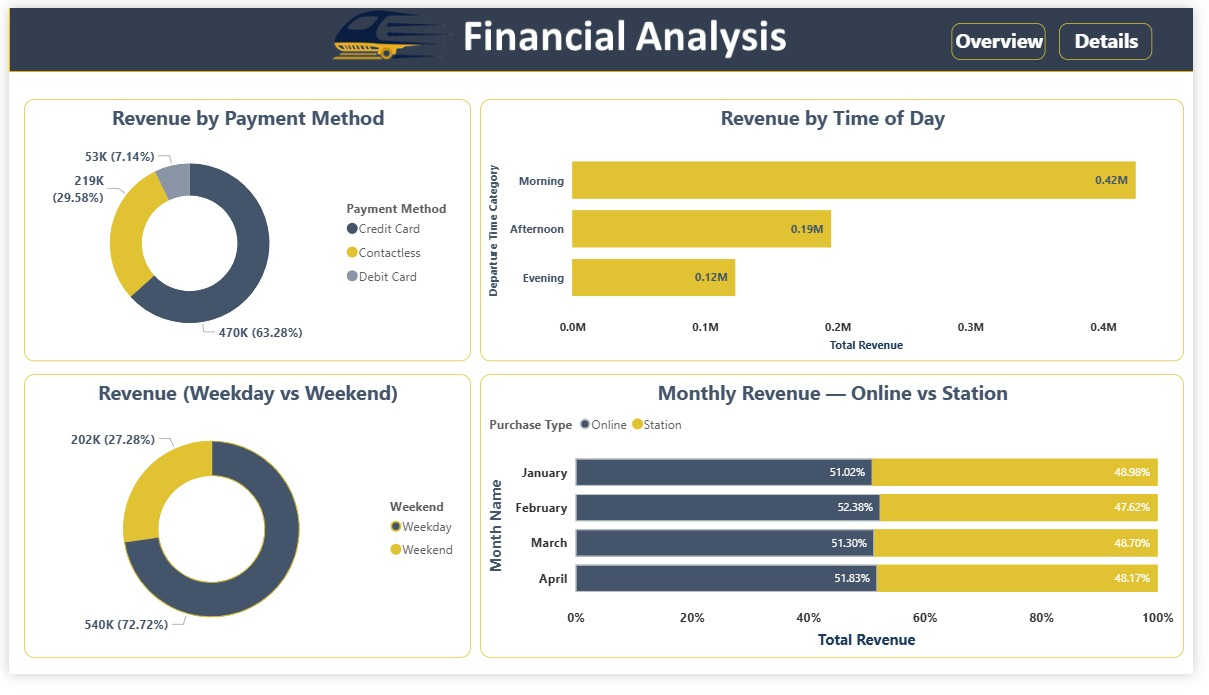 Financial Analysis
Overview
Details
Revenue by Payment Method
53K (7.14%)
219K
(29.58%)
470K (63.28%)
Payment Method
Credit Card
Contactless
Debit Card
Revenue by Time of Day
Departure Time Category
Morning
0.42M
Afternoon
0.19M
Evening
0.12M
0.0M
0.1M
0.2M
0.3M
0.4M
Total Revenue
Revenue (Weekday vs Weekend)
202K (27.28%)
540K (72.72%)
Weekend
Weekday
Weekend
Monthly Revenue — Online vs Station
Purchase Type
Online
Station
Month Name
January
51.02%
48.98%
February
52.38%
47.62%
March
51.30%
48.70%
April
51.83%
48.17%
0%
20%
40%
60%
80%
100%
Total Revenue